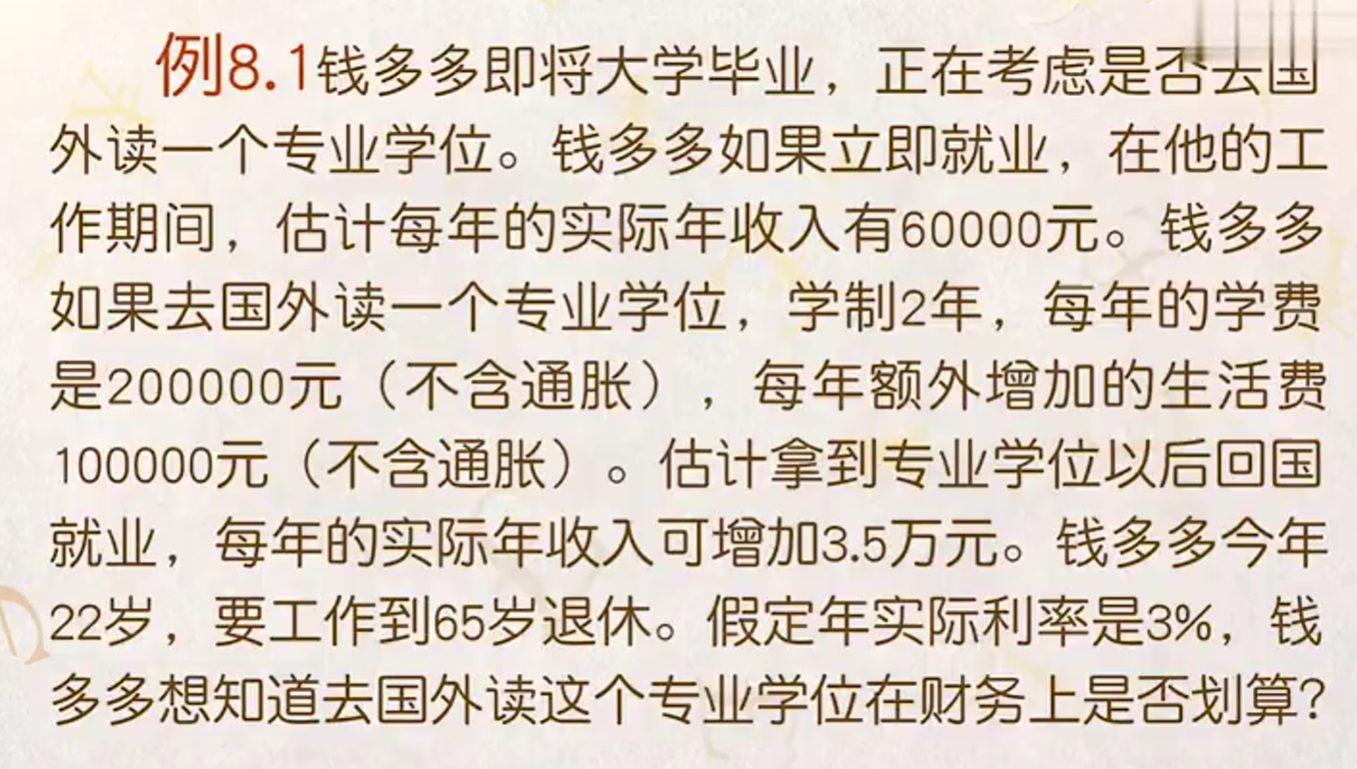 例8.1钱多多即将大学毕业，正在考虑是否去国
外读一个专业学位。钱多多如果立即就业，在他的工
作期间，估计每年的实际年收入有60000元。钱多多
如果去国外读一个专业学位，学制2年，每年的学费
是200000元（不含通胀），每年额外增加的生活费
100000元（不含通胀）。估计拿到专业学位以后回国
就业，每年的实际年收入可增加3.5万元。钱多多今年
22岁，要工作到65岁退休。假定年实际利率是3%，钱
多多想知道去国外读这个专业学位在财务上是否划算？